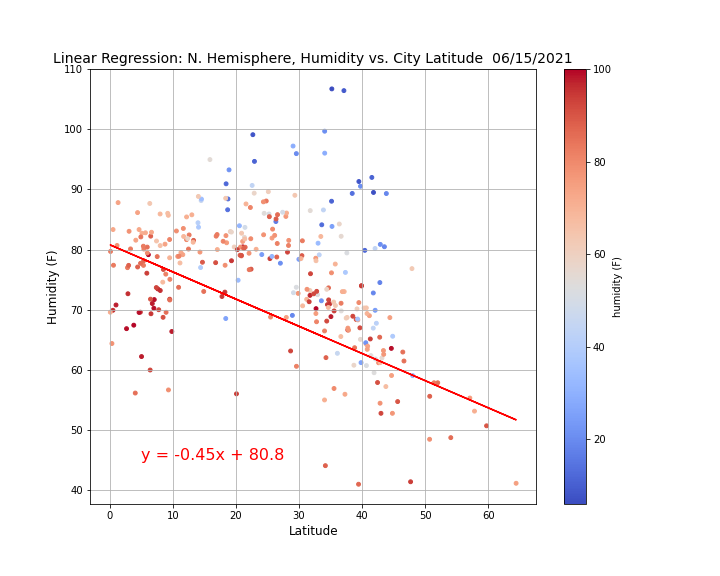 Linear Regression: N. Hemisphere, Humidity vs. City Latitude  06/15/2021
110
100
90
80
70
60
50
40
Humidity (F)
y = -0.45x + 80.8
0 10 20 30 40 50 60
Latitude
100
80
60
40
20
humidity (F)